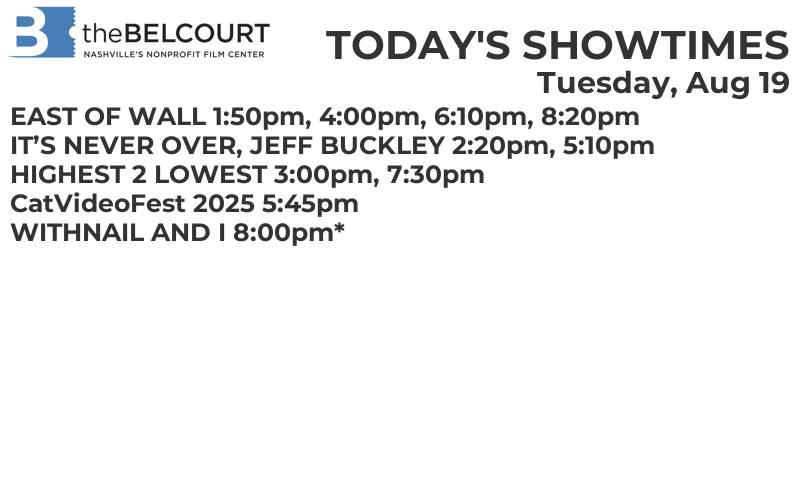 B theBELCOURT
NASHVILLE'S NONPROFIT FILM CENTER
TODAY'S SHOWTIMES
Tuesday, Aug 19
EAST OF WALL 1:50pm, 4:00pm, 6:10pm, 8:20pm
IT’S NEVER OVER, JEFF BUCKLEY 2:20pm, 5:10pm
HIGHEST 2 LOWEST 3:00pm, 7:30pm
CatVideoFest 2025 5:45pm
WITHNAIL AND I 8:00pm*